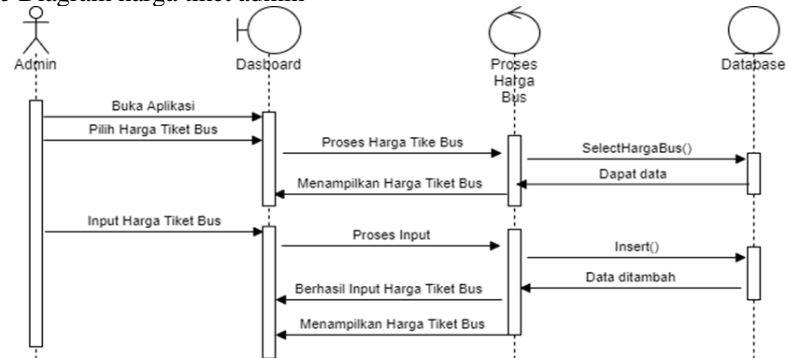 Diagram harga tiket admin
Admin
Dasboard
Proses
Harga
Bus
Database
Buka Aplikasi
Pilih Harga Tiket Bus
Proses Harga Tike Bus
SelectHargaBus()
Dapat data
Menampilkan Harga Tiket Bus
Input Harga Tiket Bus
Proses Input
Insert()
Data ditambah
Berhasil Input Harga Tiket Bus
Menampilkan Harga Tiket Bus